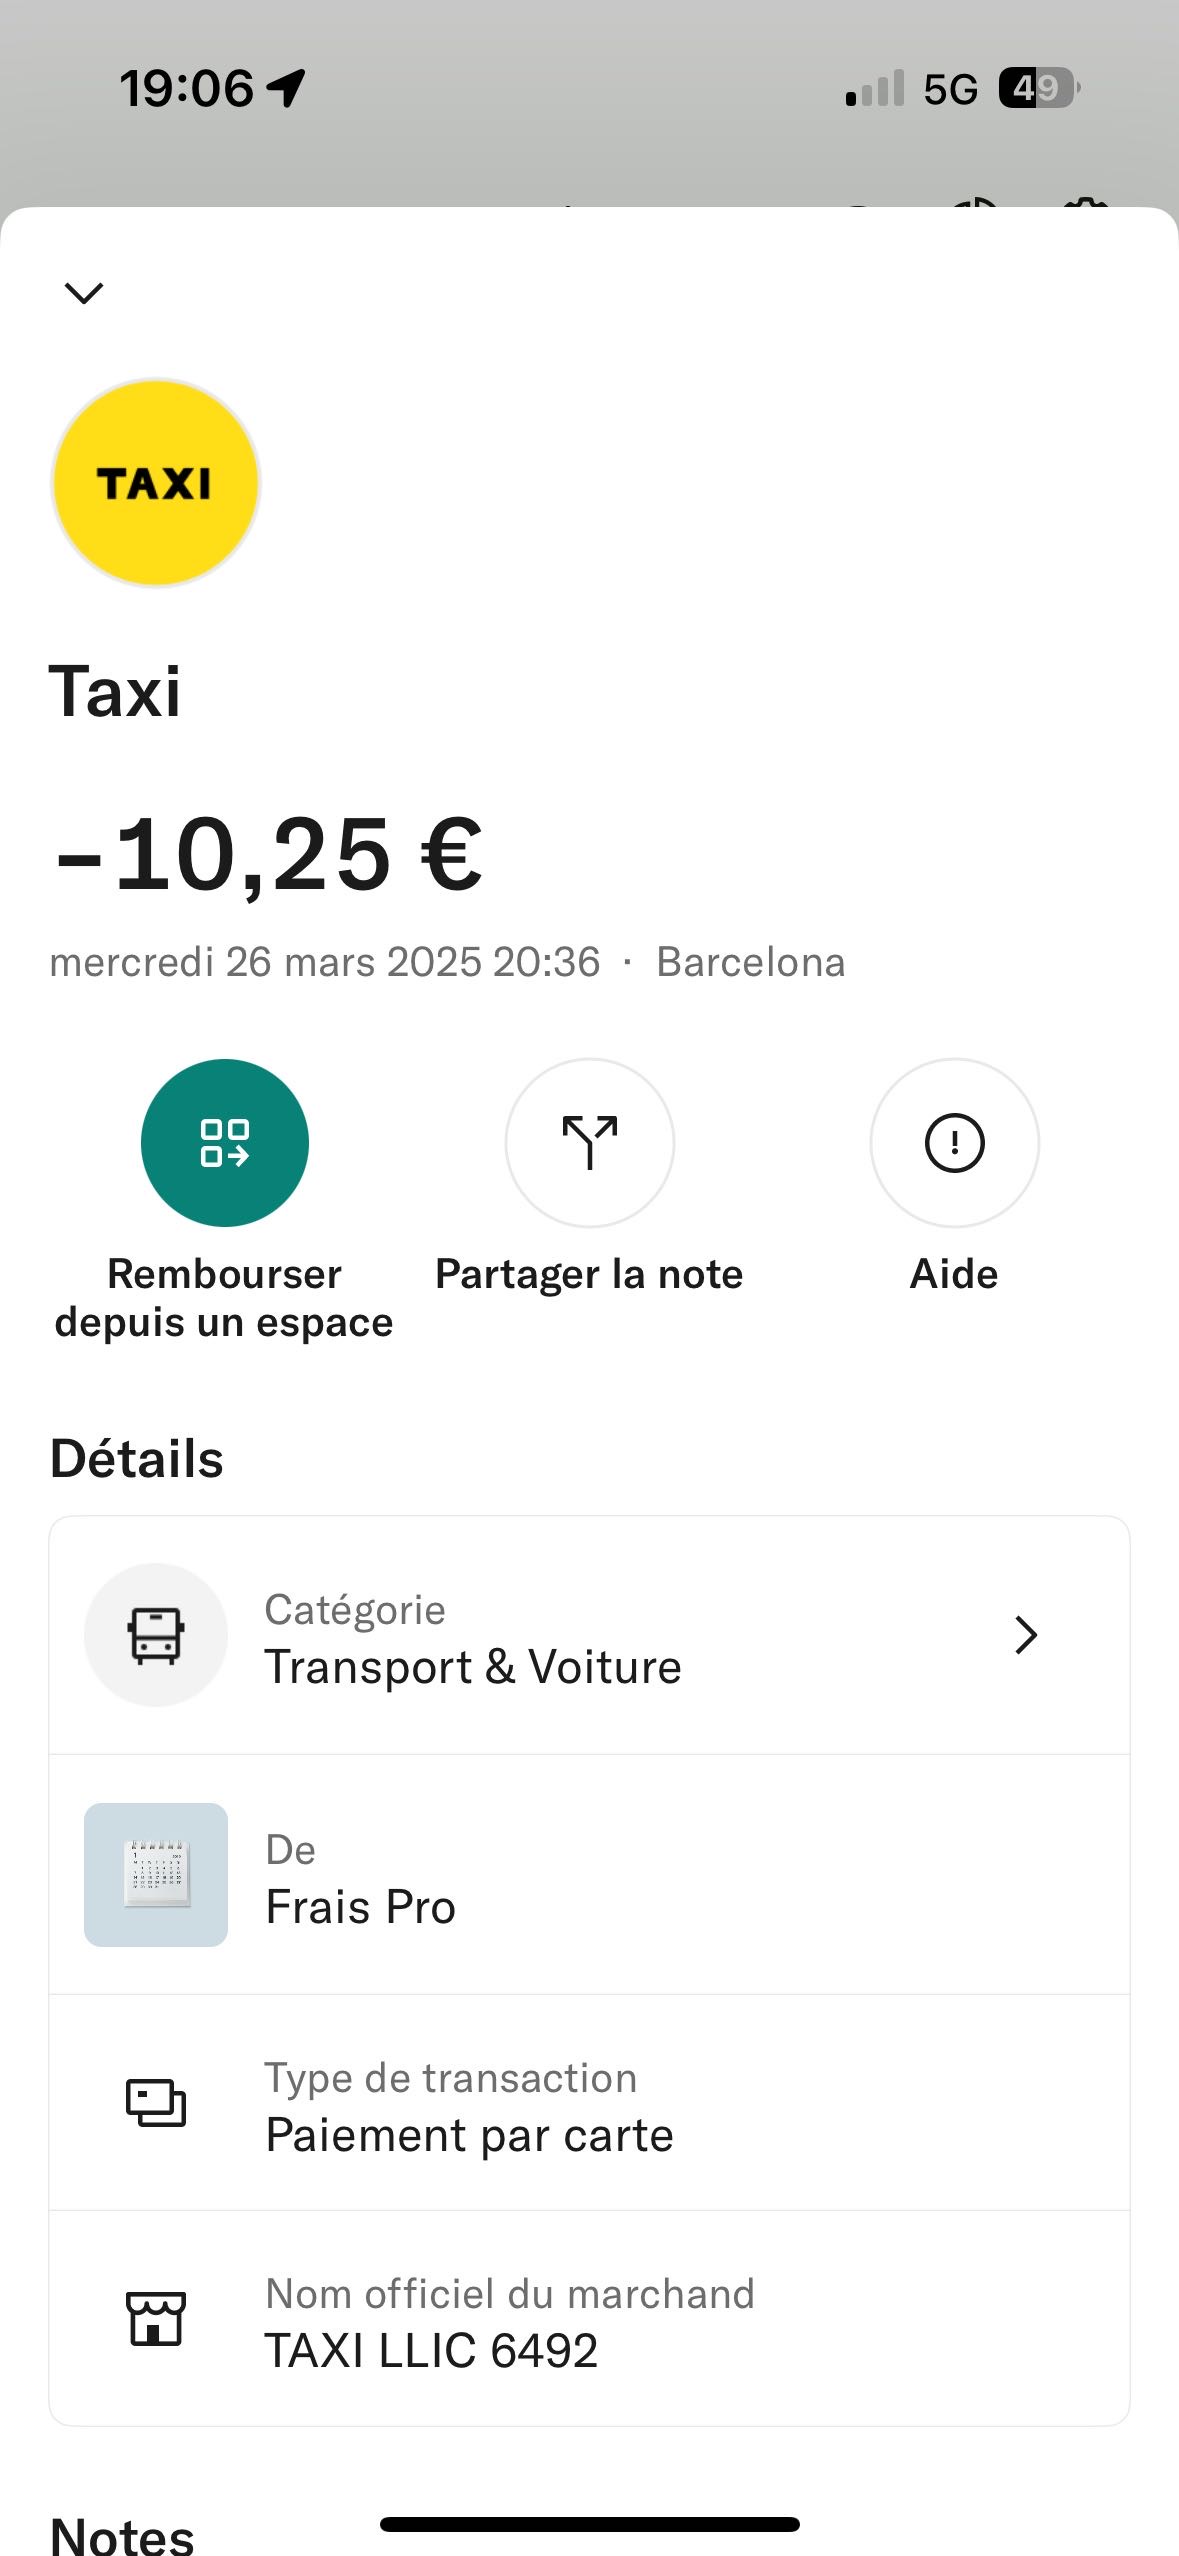 19:06
5G
49
TAXI
Taxi
−10,25 €
mercredi 26 mars 2025 20:36 · Barcelona
Rembourser
depuis un espace
Partager la note
Aide
Détails
Catégorie
Transport & Voiture
De
Frais Pro
Type de transaction
Paiement par carte
Nom officiel du marchand
TAXI LLIC 6492
Notes